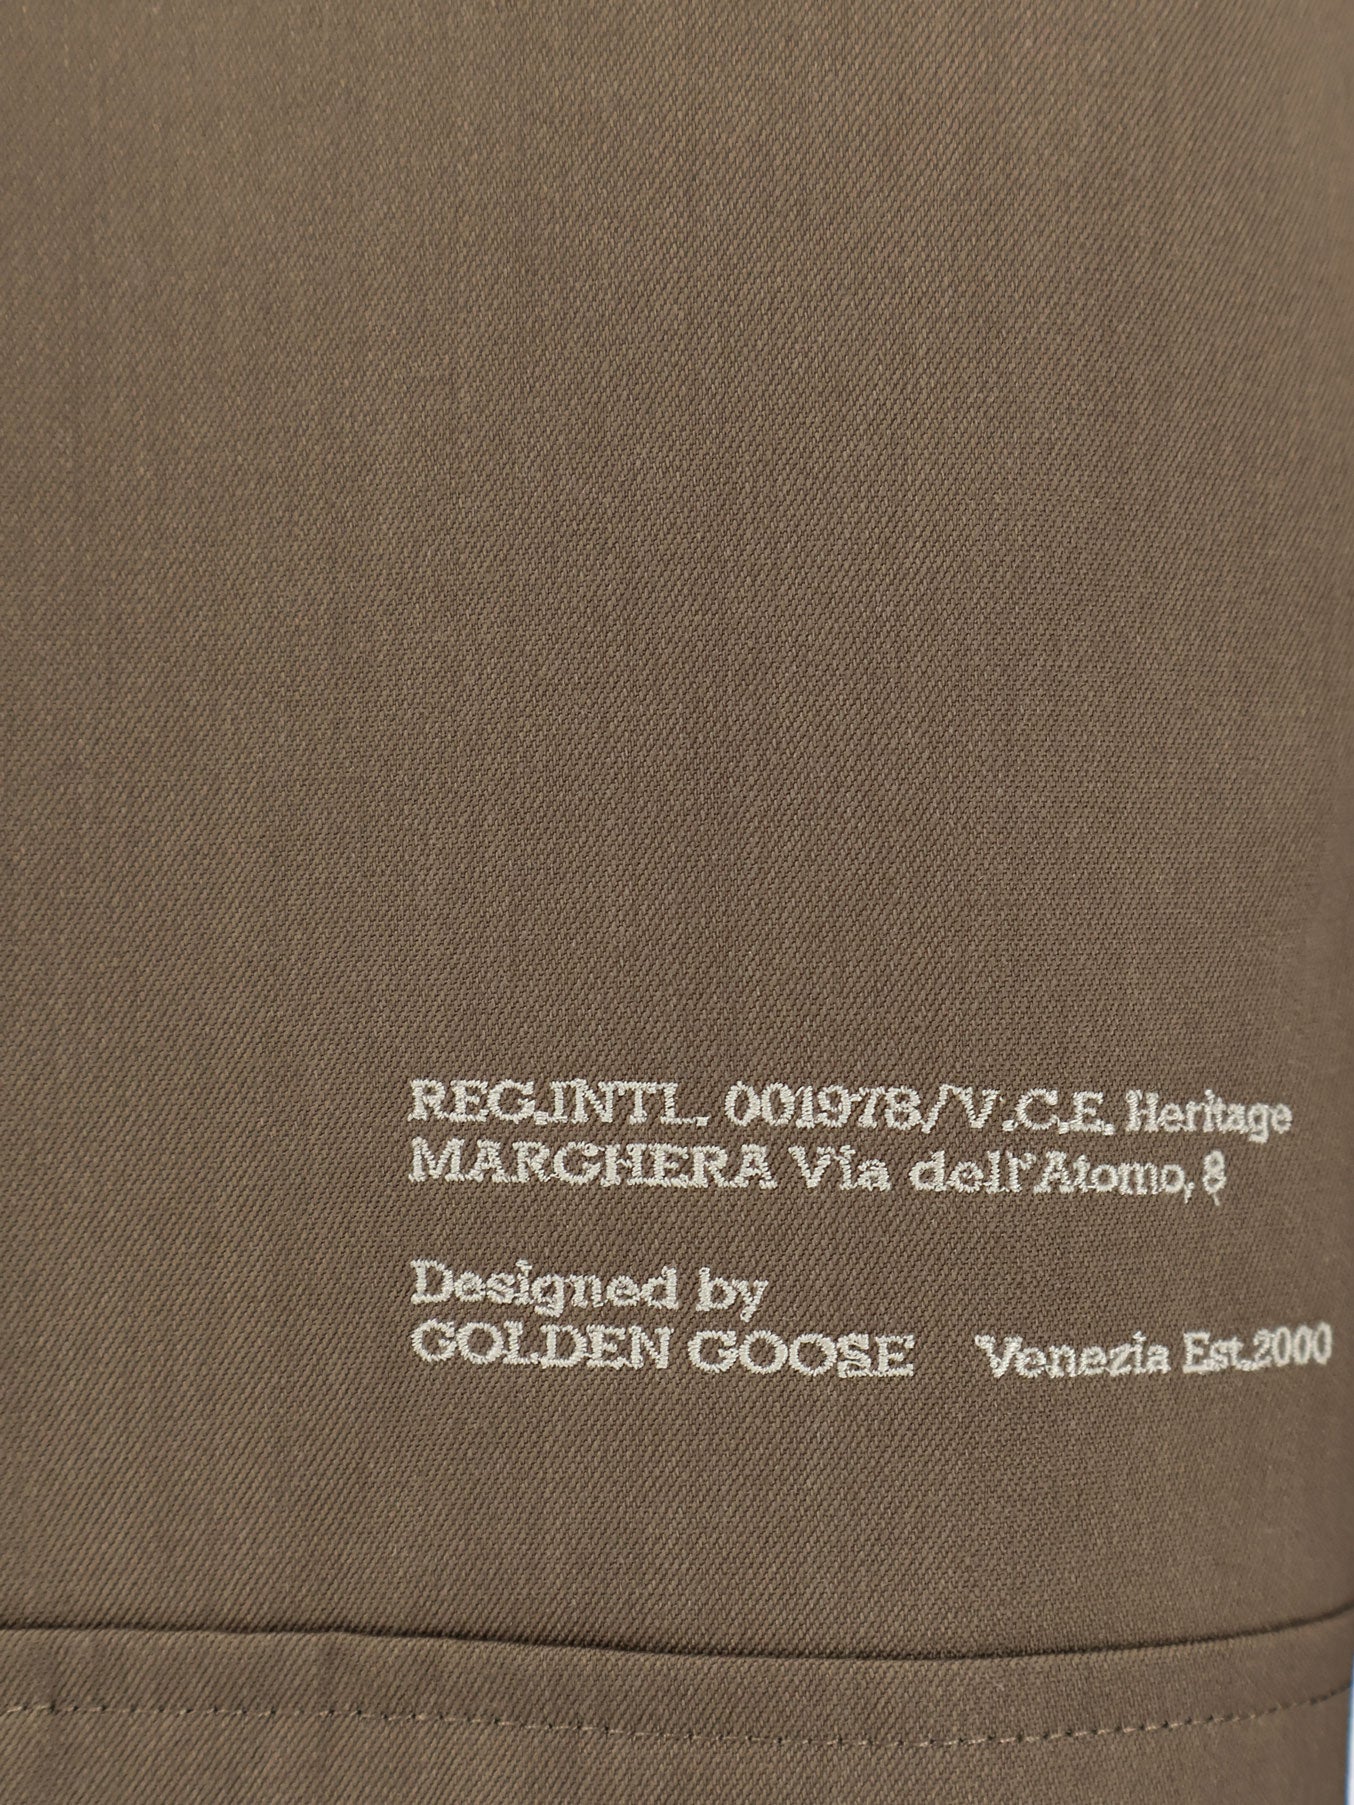 REG.INTL. 001978/V.C.E. Heritage
MARGHERA Via dell'Atomo, 8
Designed by
GOLDEN GOOSE Venezia Est.2000